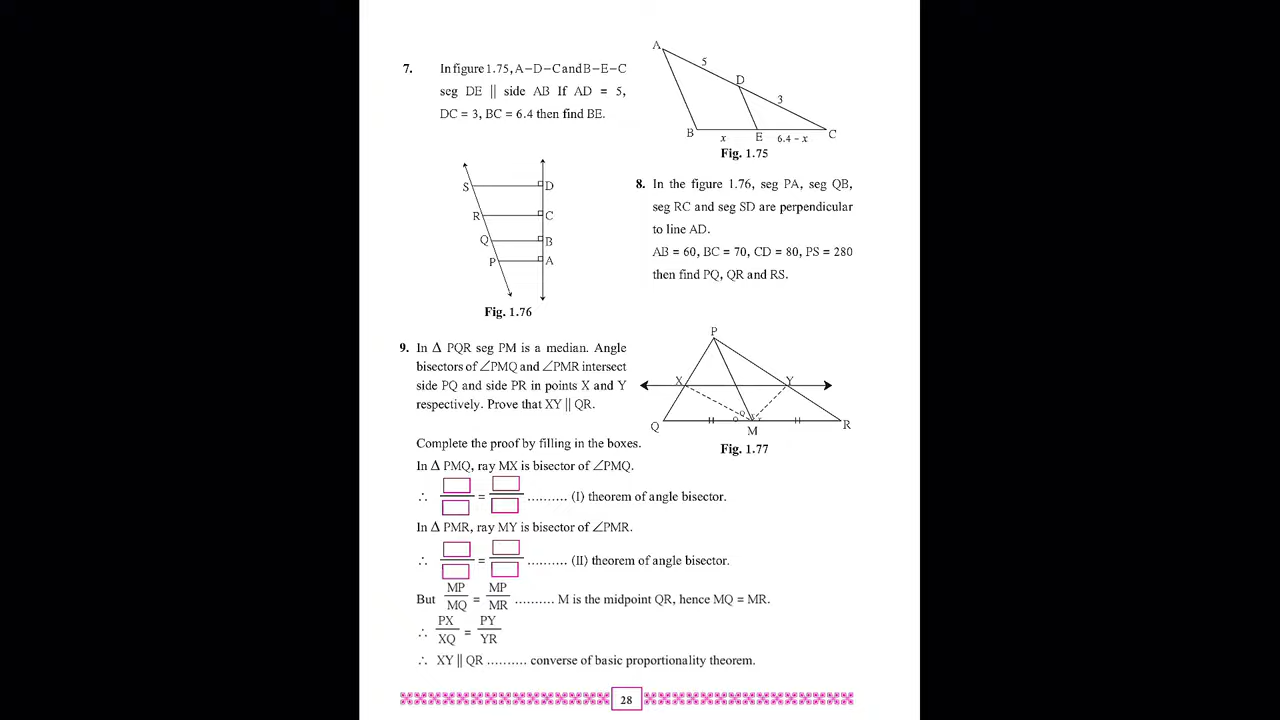 7. In figure 1.75, A−D−C and B−E−C
seg DE || side AB If AD = 5,
DC = 3, BC = 6.4 then find BE.
A
5
D
3
B
x
E
6.4 − x
C
Fig. 1.75
S
D
R
C
Q
B
P
A
Fig. 1.76
8. In the figure 1.76, seg PA, seg QB,
seg RC and seg SD are perpendicular
to line AD.
AB = 60, BC = 70, CD = 80, PS = 280
then find PQ, QR and RS.
9. In Δ PQR seg PM is a median. Angle
bisectors of ∠PMQ and ∠PMR intersect
side PQ and side PR in points X and Y
respectively. Prove that XY || QR.
P
X
Y
Q
M
R
Fig. 1.77
Complete the proof by filling in the boxes.
In Δ PMQ, ray MX is bisector of ∠PMQ.
∴ = .......... (I) theorem of angle bisector.
In Δ PMR, ray MY is bisector of ∠PMR.
∴ = .......... (II) theorem of angle bisector.
But MP/MQ = MP/MR .......... M is the midpoint QR, hence MQ = MR.
∴ PX/XQ = PY/YR
∴ XY || QR .......... converse of basic proportionality theorem.
28